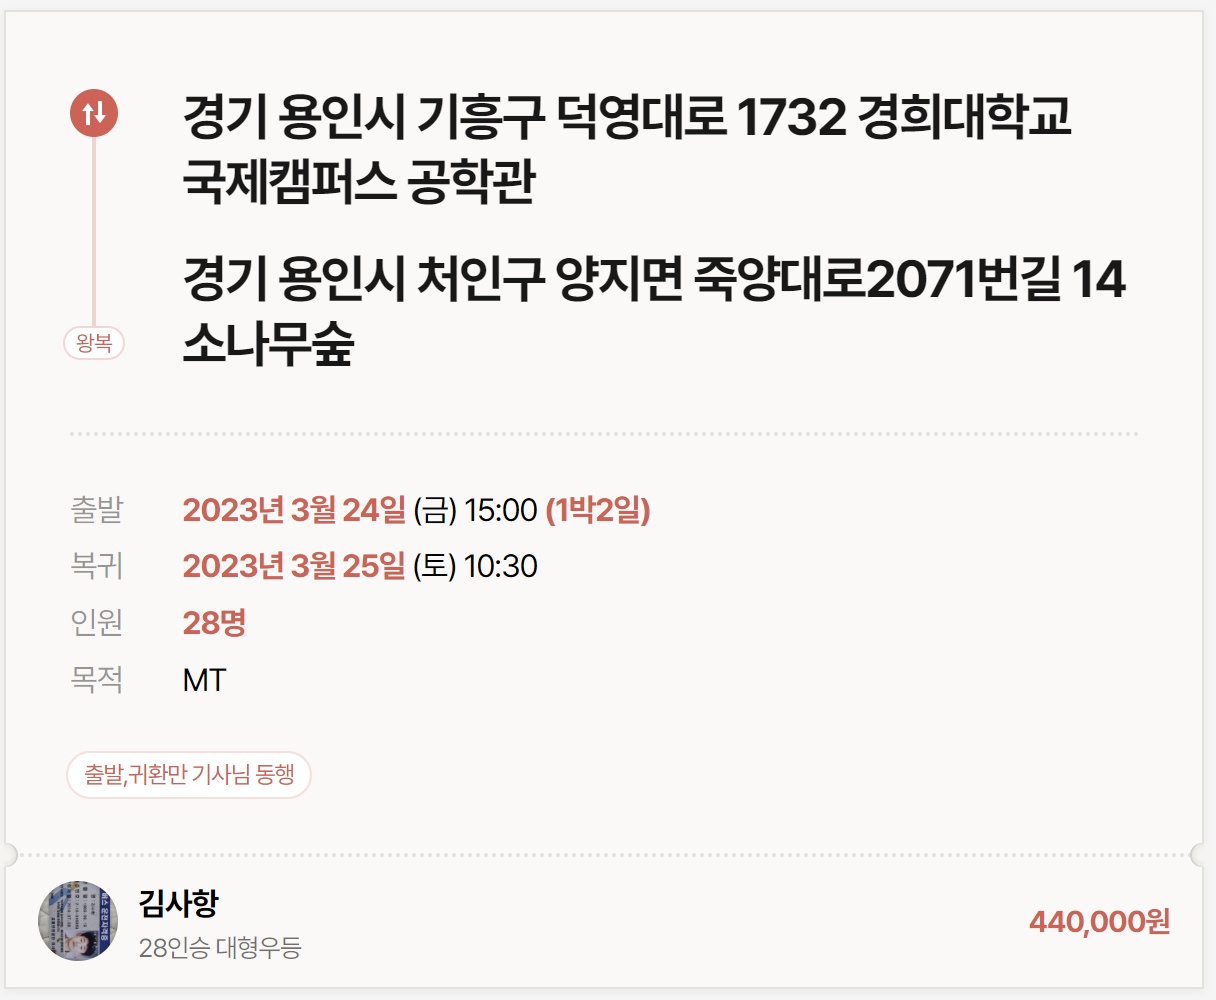 경기 용인시 기흥구 덕영대로 1732 경희대학교
국제캠퍼스 공학관
경기 용인시 처인구 양지면 죽양대로2071번길 14
소나무숲
왕복
출발 2023년 3월 24일 (금) 15:00 (1박2일)
복귀 2023년 3월 25일 (토) 10:30
인원 28명
목적 MT
출발,귀환만 기사님 동행
김사항
28인승 대형우등
440,000원